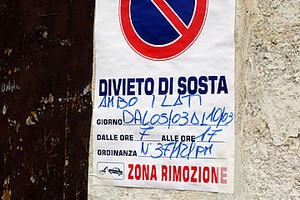 DIVIETO DI SOSTA
AMBO I LATI
GIORNO DAL 05/03 AL 10/03
DALLE ORE 7 ALLE ORE 17
ORDINANZA N° 37/12/PM
ZONA RIMOZIONE